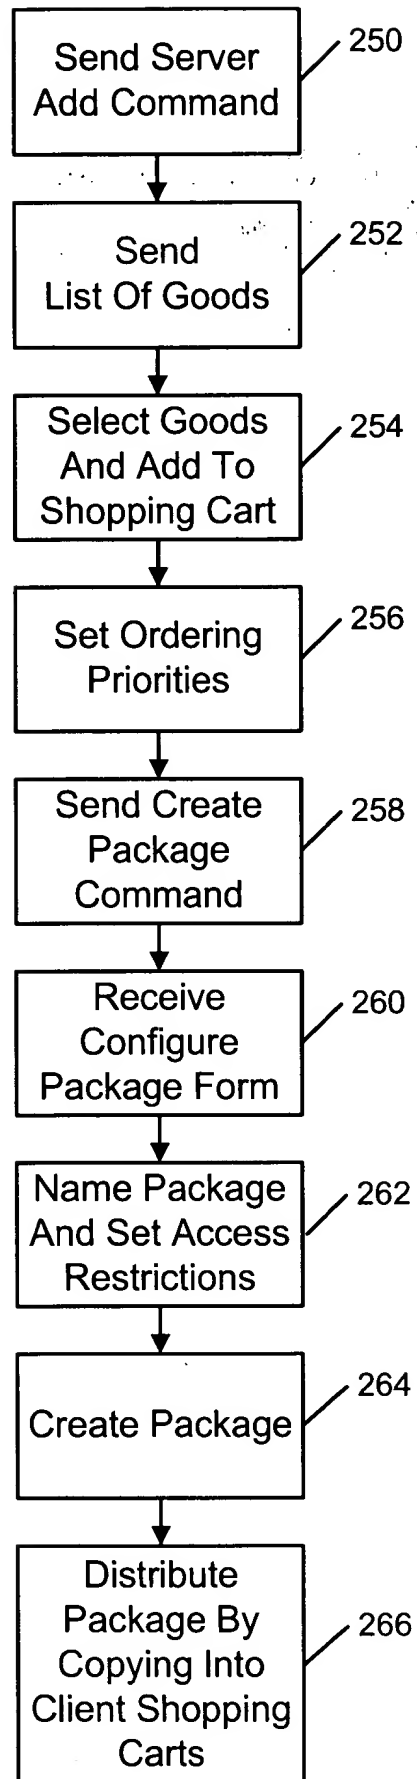 Send Server
Add Command
250
Send
List Of Goods
252
Select Goods
And Add To
Shopping Cart
254
Set Ordering
Priorities
256
Send Create
Package
Command
258
Receive
Configure
Package Form
260
Name Package
And Set Access
Restrictions
262
Create Package
264
Distribute
Package By
Copying Into
Client Shopping
Carts
266